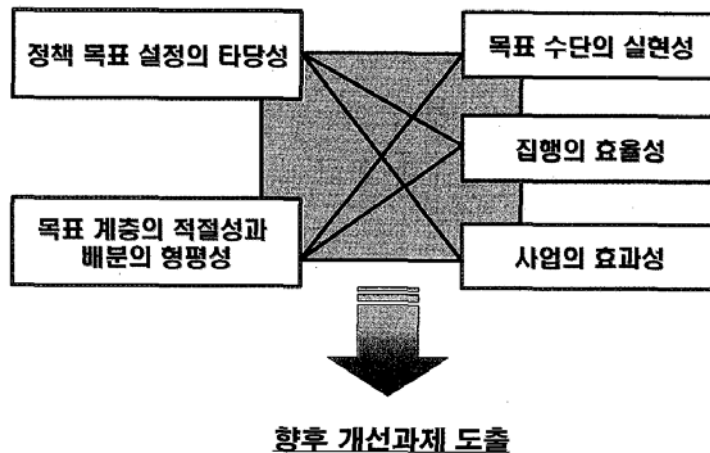 정책 목표 설정의 타당성
목표 수단의 실현성
집행의 효율성
목표 계층의 적절성과
배분의 형평성
사업의 효과성
향후 개선과제 도출